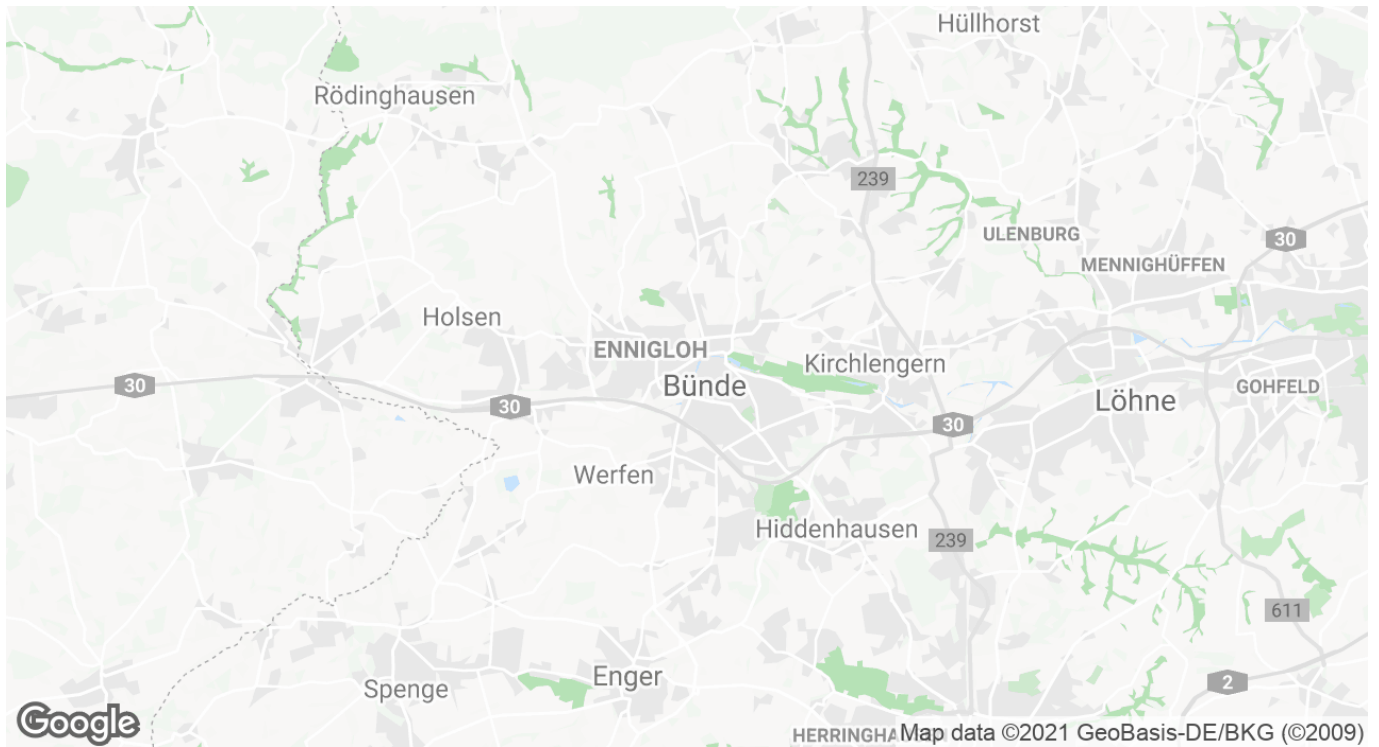 Hüllhorst
Rödinghausen
239
ULENBURG
30
MENNIGHÜFFEN
Holsen
ENNIGLOH
Kirchlengern
30
Bünde
GOHFELD
30
Löhne
30
Werfen
Hiddenhausen
239
611
Enger
Spenge
2
Google
Map data ©2021 GeoBasis-DE/BKG (©2009)